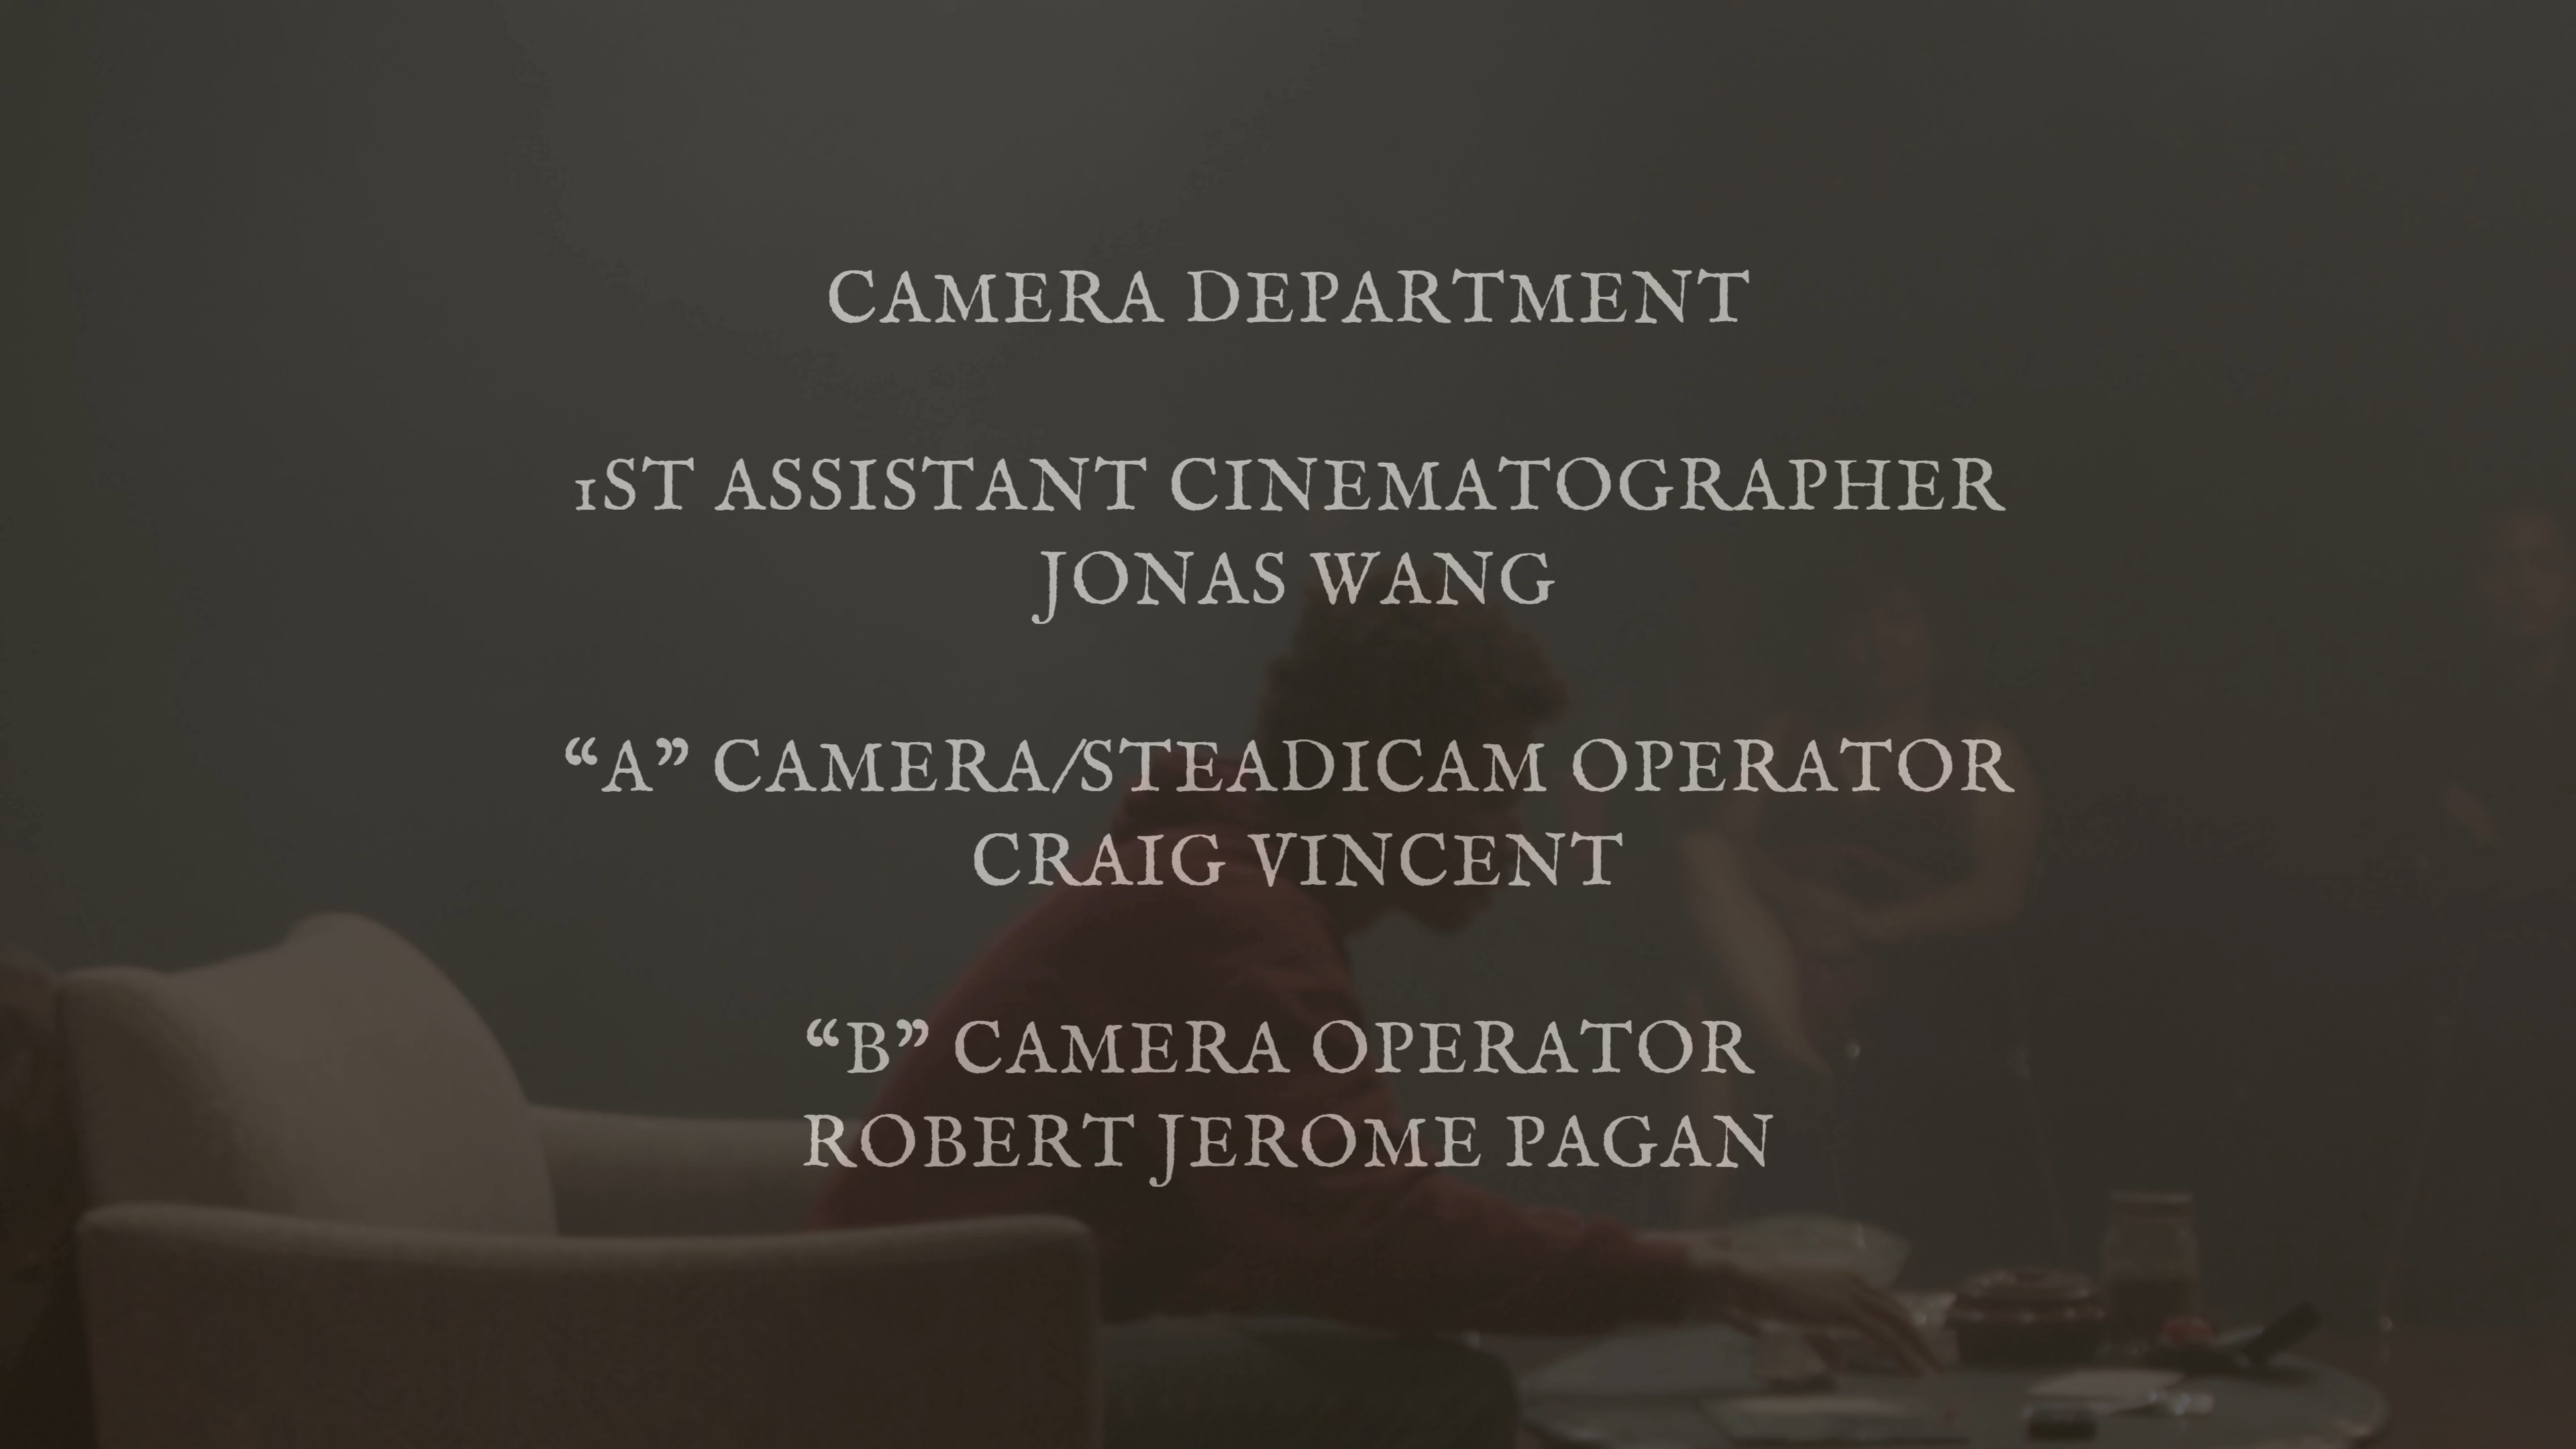 CAMERA DEPARTMENT
1ST ASSISTANT CINEMATOGRAPHER
JONAS WANG
“A” CAMERA/STEADICAM OPERATOR
CRAIG VINCENT
“B” CAMERA OPERATOR
ROBERT JEROME PAGAN